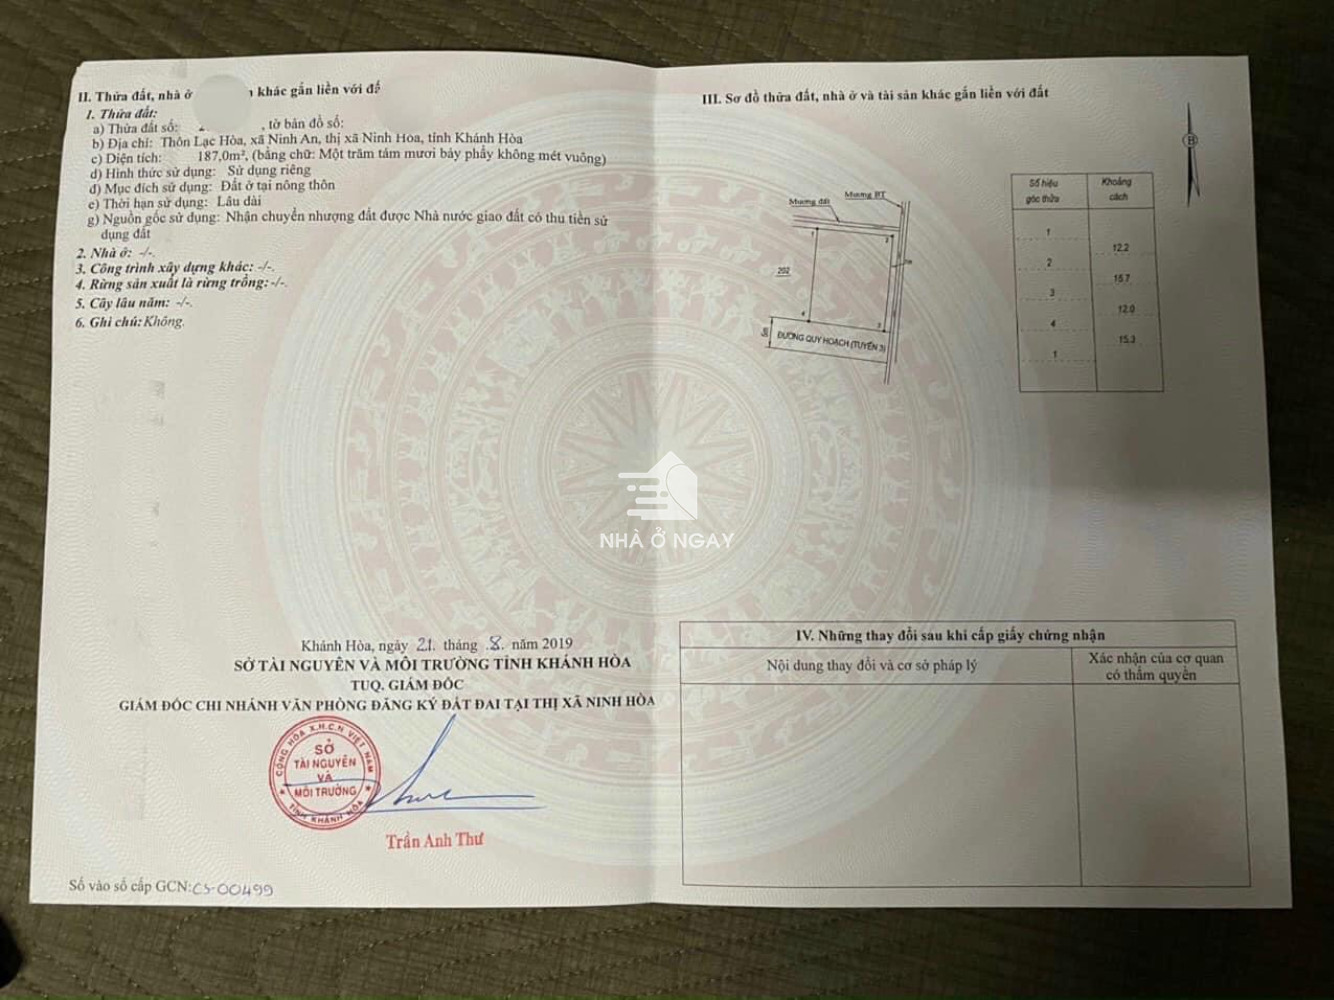 II. Thửa đất, nhà ở khác gắn liền với đất
1. Thửa đất:
a) Thửa đất số: , tờ bản đồ số:
b) Địa chỉ: Thôn Lạc Hòa, xã Ninh An, thị xã Ninh Hòa, tỉnh Khánh Hòa
c) Diện tích: 187,0m², (bằng chữ: Một trăm tám mươi bảy phẩy không mét vuông)
d) Hình thức sử dụng: Sử dụng riêng
đ) Mục đích sử dụng: Đất ở tại nông thôn
e) Thời hạn sử dụng: Lâu dài
g) Nguồn gốc sử dụng: Nhận chuyển nhượng đất được Nhà nước giao đất có thu tiền sử
dụng đất
2. Nhà ở: -/-.
3. Công trình xây dựng khác: -/-.
4. Rừng sản xuất là rừng trồng: -/-.
5. Cây lâu năm: -/-.
6. Ghi chú: Không.
Khánh Hòa, ngày 21. tháng .8. năm 2019
SỞ TÀI NGUYÊN VÀ MÔI TRƯỜNG TỈNH KHÁNH HÒA
TUQ. GIÁM ĐỐC
GIÁM ĐỐC CHI NHÁNH VĂN PHÒNG ĐĂNG KÝ ĐẤT ĐAI TẠI THỊ XÃ NINH HÒA
CỘNG HÒA X.H.C.N VIỆT NAM
SỞ
TÀI NGUYÊN
VÀ
MÔI TRƯỜNG
TỈNH KHÁNH HÒA
Trần Anh Thư
Số vào sổ cấp GCN: CS-00499
NHÀ Ở NGAY
III. Sơ đồ thửa đất, nhà ở và tài sản khác gắn liền với đất
B
Mương đất
Mương BT
1
2
202
4
3
ĐƯỜNG QUY HOẠCH (TUYẾN 3)
Số hiệu góc thửa Khoảng cách
1
12.2
2
15.7
3
12.0
4
15.3
1
IV. Những thay đổi sau khi cấp giấy chứng nhận
Nội dung thay đổi và cơ sở pháp lý
Xác nhận của cơ quan
có thẩm quyền